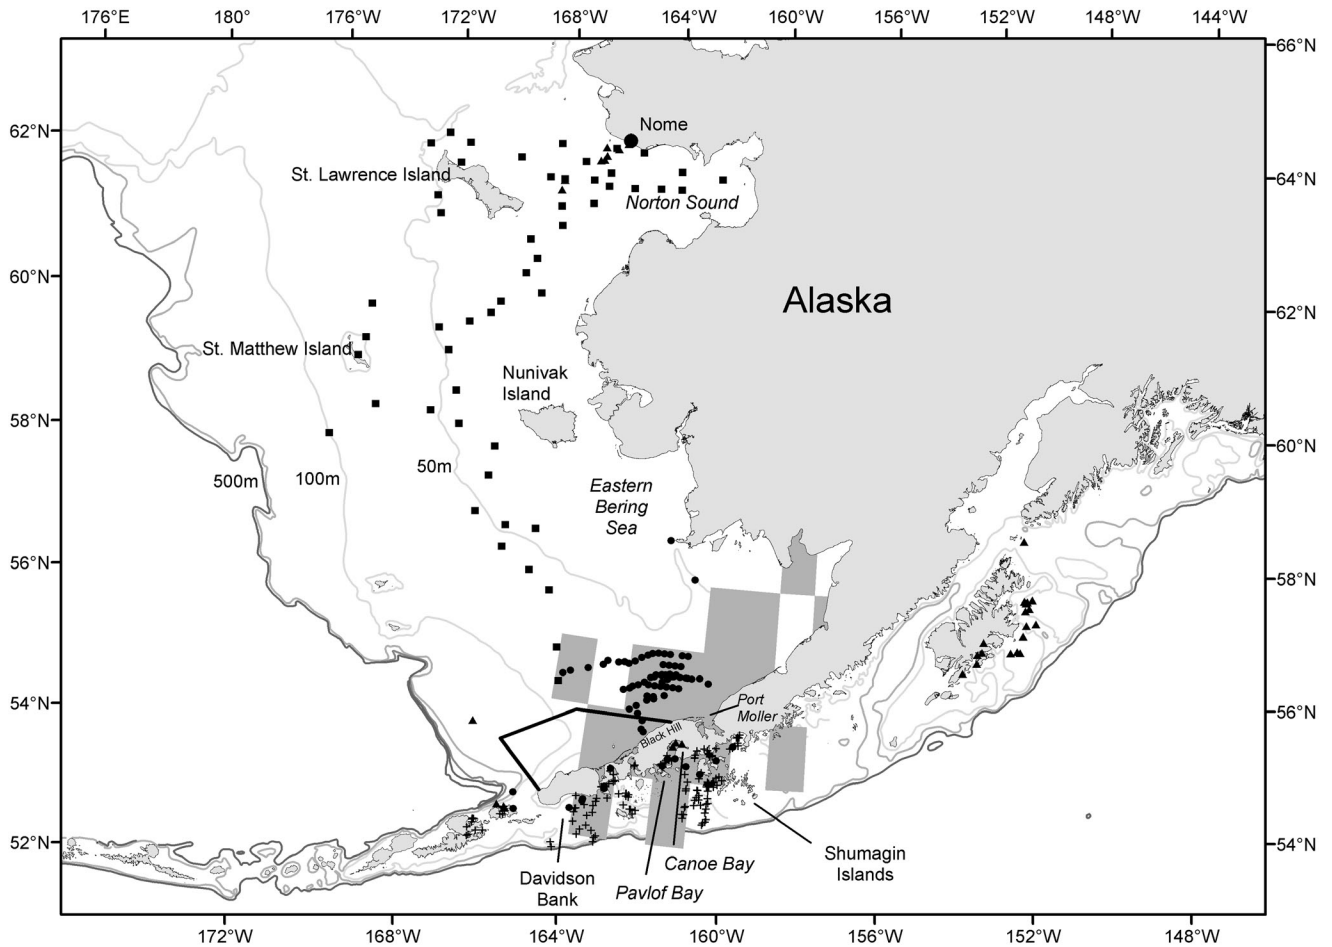 176°W 180° 176°W 172°W 168°W 164°W 160°W 156°W 152°W 148°W 144°W
66°N
62°N
Nome
St. Lawrence Island
64°N
Norton Sound
60°N
Alaska
62°N
St. Matthew Island
Nunivak
Island
58°N
60°N
50m
500m
100m
Eastern
Bering
Sea
56°N
58°N
54°N
Port
Moller
56°N
Black Hill
52°N
54°N
Canoe Bay
Shumagin
Islands
Davidson
Bank
Pavlof Bay
172°W 168°W 164°W 160°W 156°W 152°W 148°W